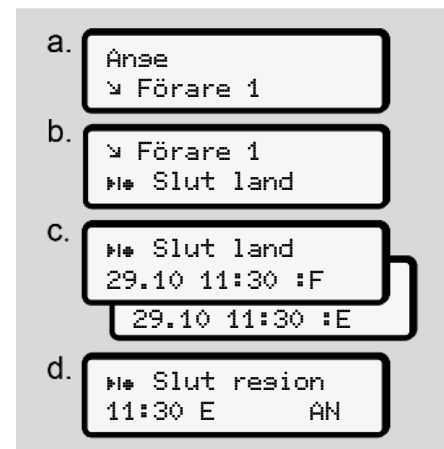 a.
Ange
Förare 1
b.
Förare 1
Slut land
c.
Slut land
29.10 11:30 :F
29.10 11:30 :E
d.
Slut region
11:30 E AN